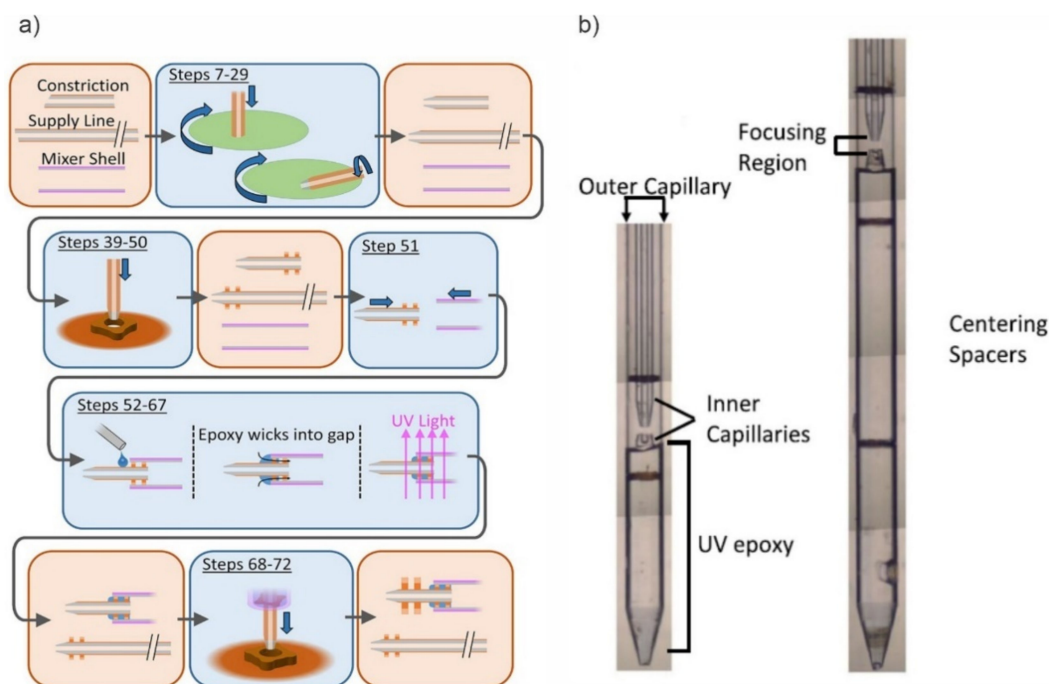 a)
Constriction
Supply Line
Mixer Shell
Steps 7-29
Steps 39-50
Step 51
Steps 52-67
Epoxy wicks into gap
UV Light
Steps 68-72
b)
Focusing
Region
Outer Capillary
Centering
Spacers
Inner
Capillaries
UV epoxy